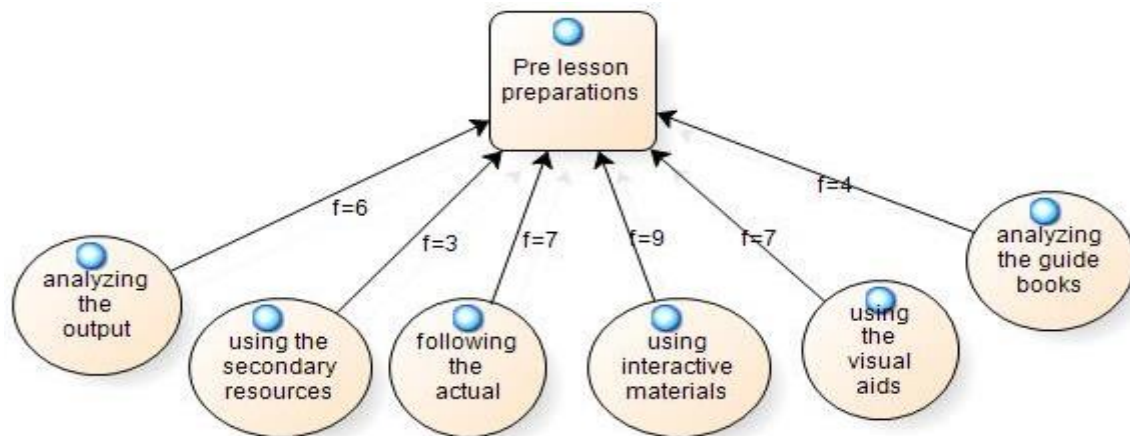 Pre lesson
preparations
f=6
f=3
f=7
f=9
f=7
f=4
analyzing
the
output
using the
secondary
resources
following
the
actual
using
interactive
materials
using
the
visual
aids
analyzing
the guide
books